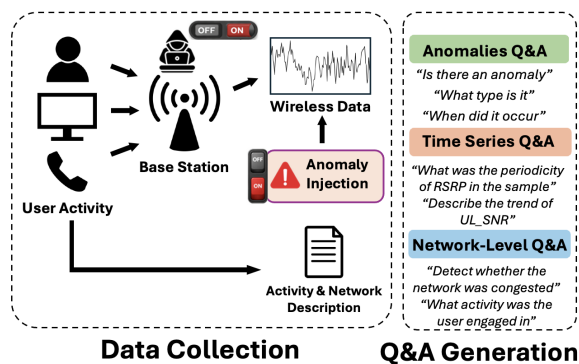 OFF ON
Wireless Data
Base Station
User Activity
OFF
ON
Anomaly
Injection
Activity & Network
Description
Data Collection
Anomalies Q&A
“Is there an anomaly”
“What type is it”
“When did it occur”
Time Series Q&A
“What was the periodicity
of RSRP in the sample”
“Describe the trend of
UL_SNR”
Network-Level Q&A
“Detect whether the
network was congested”
“What activity was the
user engaged in”
Q&A Generation